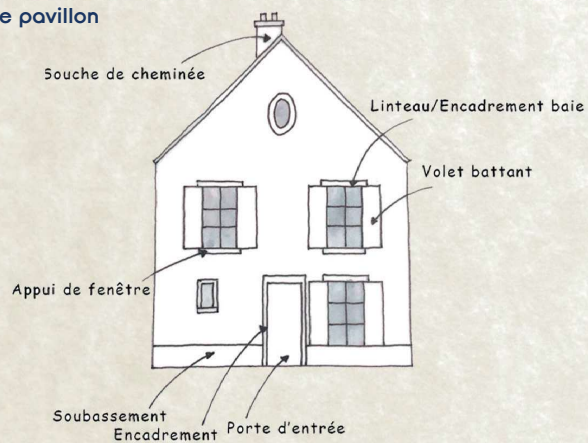 e pavillon
Souche de cheminée
Linteau/Encadrement baie
Volet battant
Appui de fenêtre
Soubassement
Encadrement
Porte d'entrée